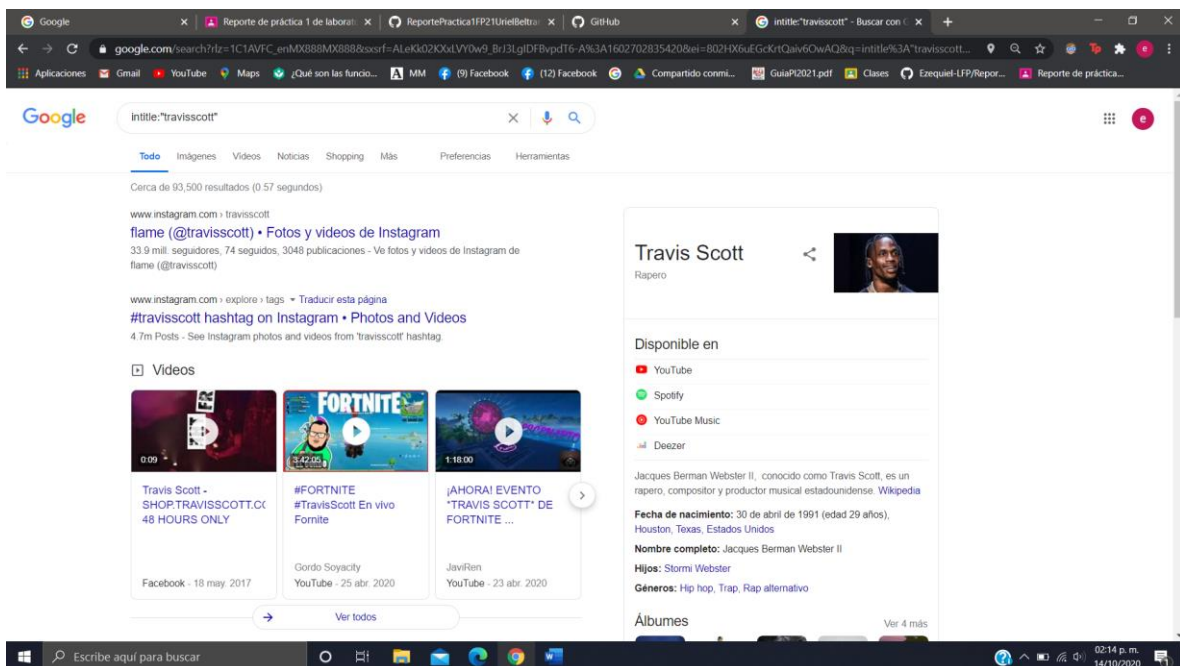 Google
Reporte de práctica 1 de laborato
ReportePractica1FP21UrielBeltran
GitHub
intitle:"travisscott" - Buscar con
google.com/search?rlz=1C1AVFC_enMX888MX888&sxsrf=
Aplicaciones
Gmail
YouTube
Maps
¿Qué son las funcio...
MM
(9) Facebook
(12) Facebook
Compartido conmi...
GuiaPI2021.pdf
Clases
Ezequiel-LFP/Repor...
Reporte de práctica...
Google
intitle:"travisscott"
e
Todo Imágenes Videos Noticias Shopping Más Preferencias Herramientas
Cerca de 93,500 resultados (0.57 segundos)
www.instagram.com › travisscott
flame (@travisscott) • Fotos y videos de Instagram
33.9 mill. seguidores, 74 seguidos, 3048 publicaciones - Ve fotos y videos de Instagram de
flame (@travisscott)
www.instagram.com › explore › tags Traducir esta página
#travisscott hashtag on Instagram • Photos and Videos
4.7m Posts - See Instagram photos and videos from 'travisscott' hashtag.
Videos
0:09
FORTNITE
3:42:05
1:18:00
Travis Scott -
SHOP.TRAVISSCOTT.CO
48 HOURS ONLY
Facebook - 18 may. 2017
#FORTNITE
#TravisScott En vivo
Fornite
Gordo Soyacity
YouTube - 25 abr. 2020
¡AHORA! EVENTO
*TRAVIS SCOTT* DE
FORTNITE ...
JaviRen
YouTube - 23 abr. 2020
Ver todos
Travis Scott
Rapero
Disponible en
YouTube
Spotify
YouTube Music
Deezer
Jacques Berman Webster II, conocido como Travis Scott, es un
rapero, compositor y productor musical estadounidense. Wikipedia
Fecha de nacimiento: 30 de abril de 1991 (edad 29 años),
Houston, Texas, Estados Unidos
Nombre completo: Jacques Berman Webster II
Hijos: Stormi Webster
Géneros: Hip hop, Trap, Rap alternativo
Álbumes
Ver 4 más
Escribe aquí para buscar
02:14 p. m.
14/10/2020